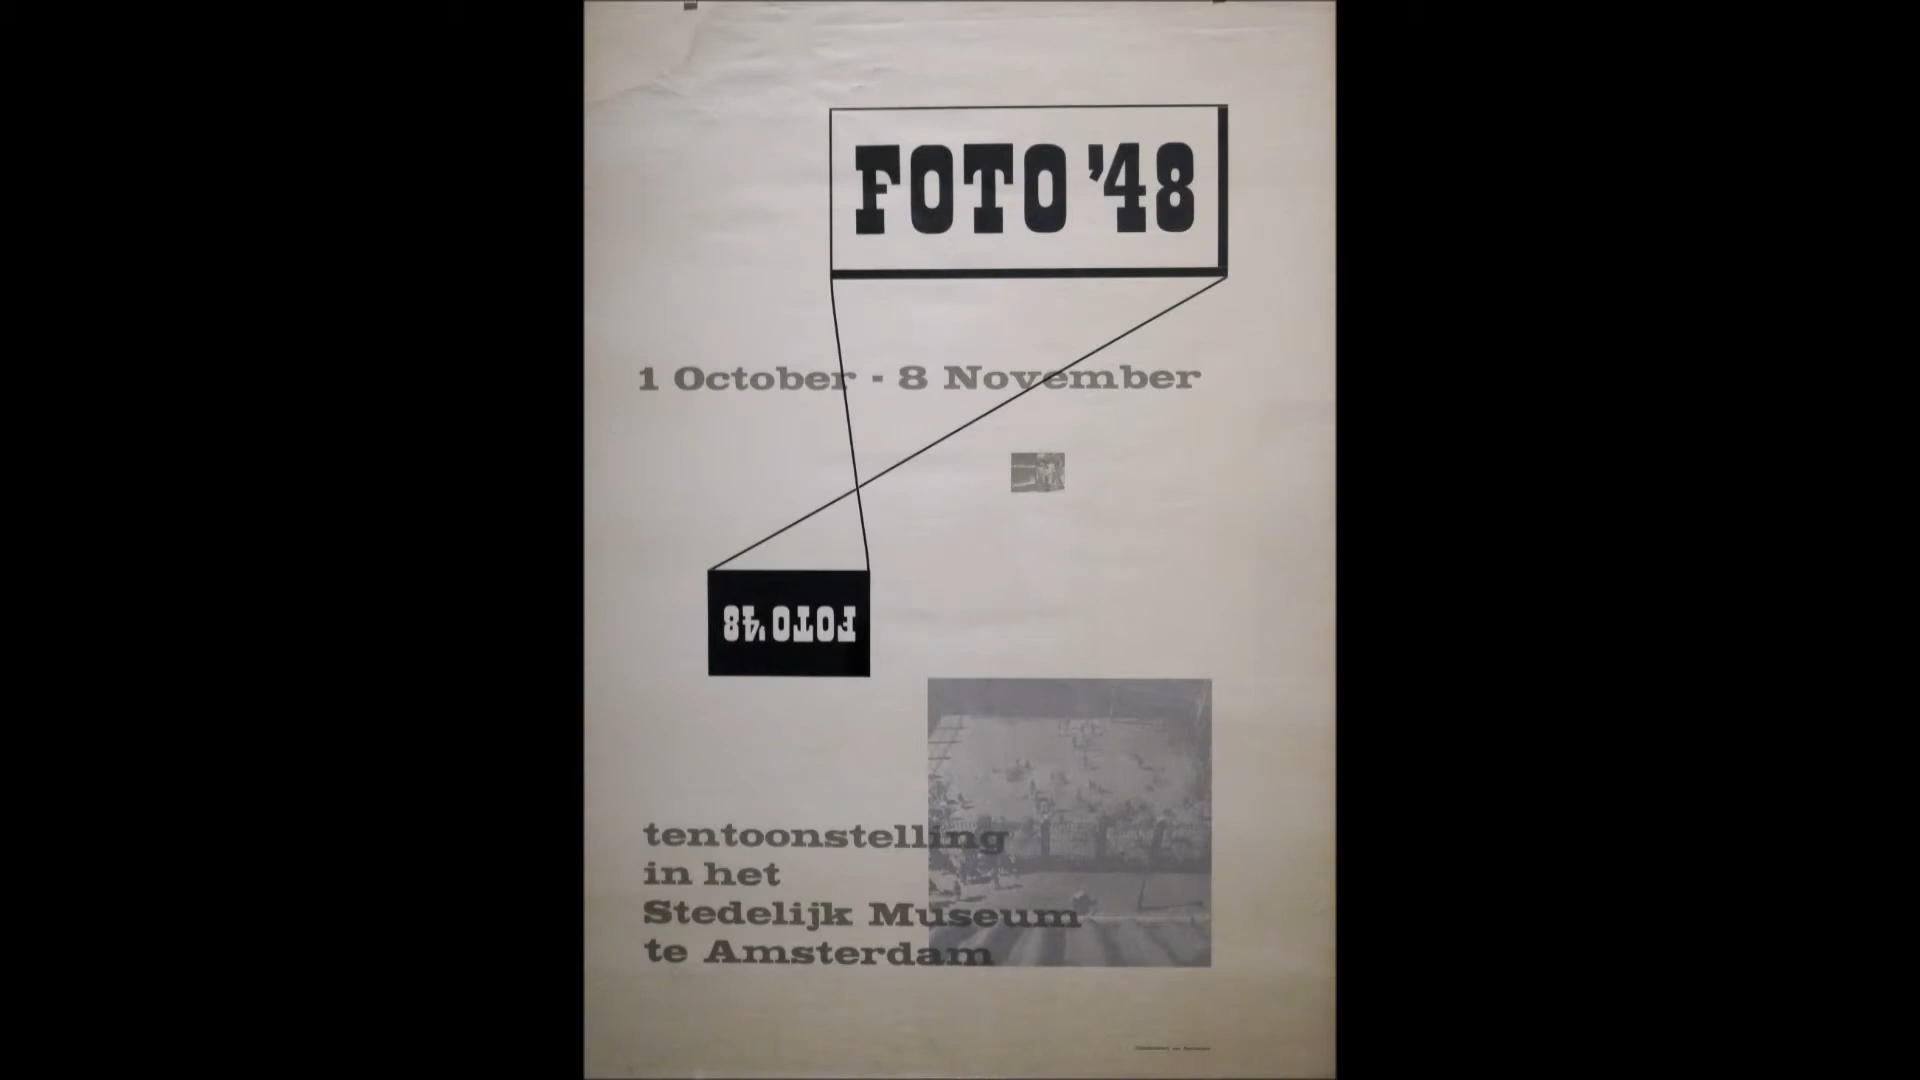 FOTO '48
1 October - 8 November
FOTO '48
tentoonstelling
in het
Stedelijk Museum
te Amsterdam